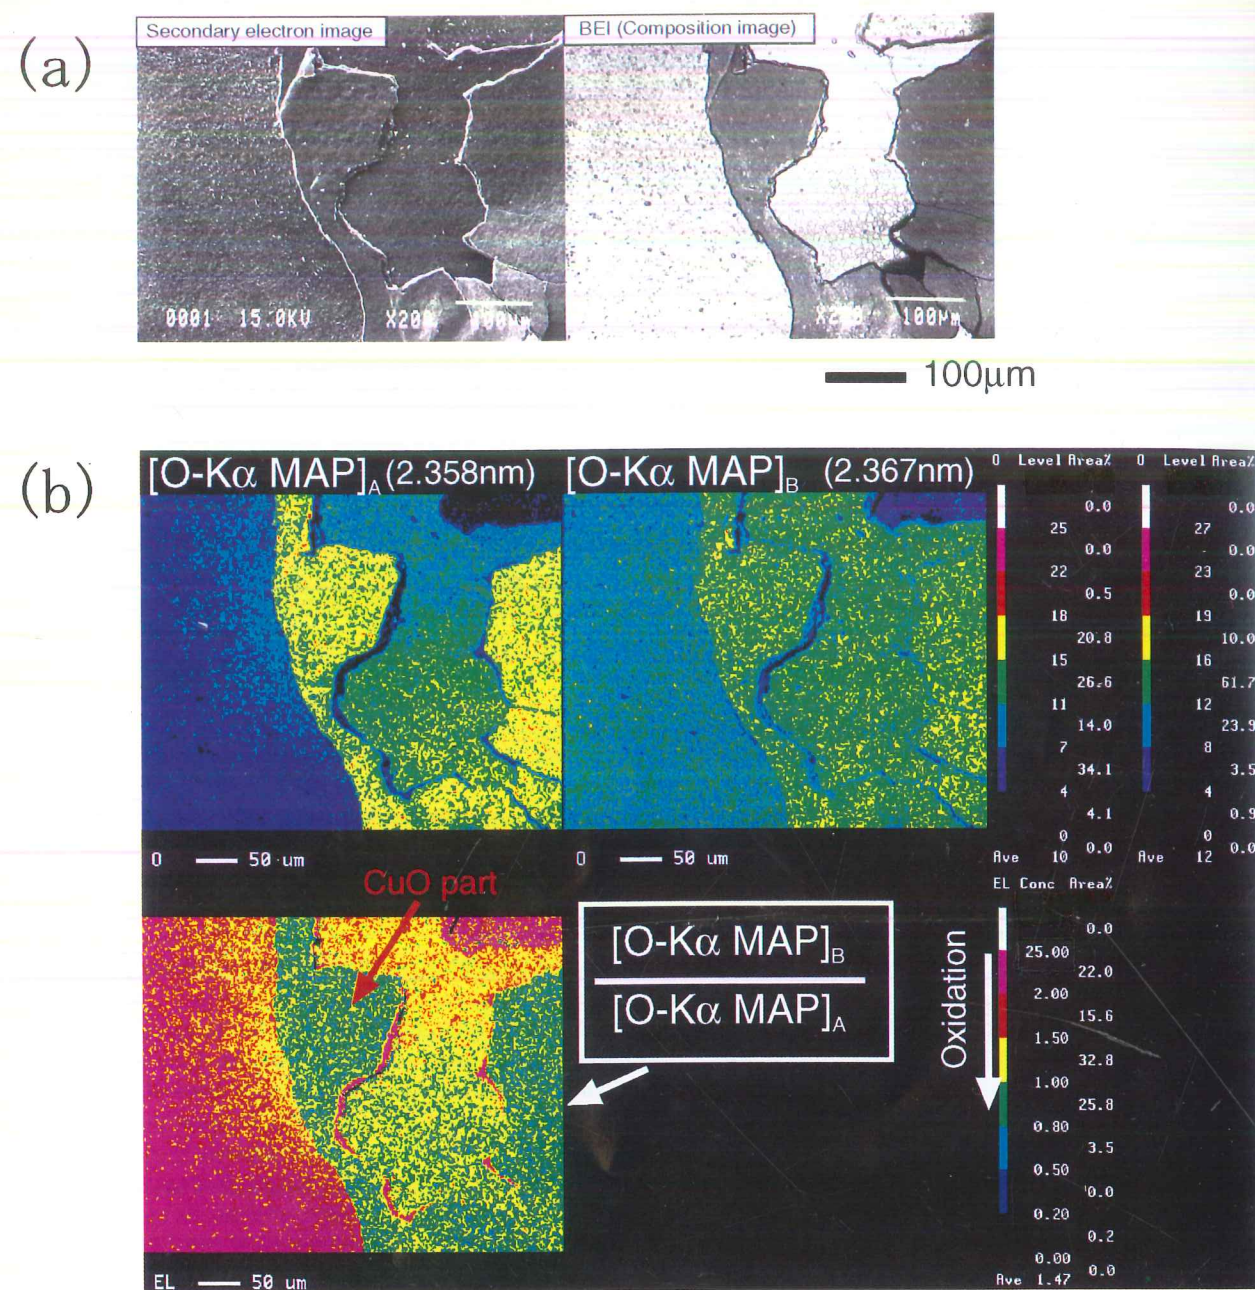 (a)
Secondary electron image
BEI (Composition image)
0001 15.0KV X200 100µm
100µm
100μm
(b)
[O-Kα MAP]A (2.358nm)
[O-Kα MAP]B (2.367nm)
O Level Area%
0.0
25
0.0
22
0.5
18
20.8
15
26.6
11
14.0
7
34.1
4
4.1
0
0.0
Ave 10
O Level Area%
0.0
27
0.0
23
0.0
19
10.0
16
61.7
12
23.9
8
3.5
4
0.9
0
0.0
Ave 12
O 50 um
O 50 um
CuO part
[O-Kα MAP]B
[O-Kα MAP]A
Oxidation
EL Conc Area%
0.0
25.00
22.0
2.00
15.6
1.50
32.8
1.00
25.8
0.80
3.5
0.50
0.0
0.20
0.2
0.00
0.0
Ave 1.47
EL 50 um